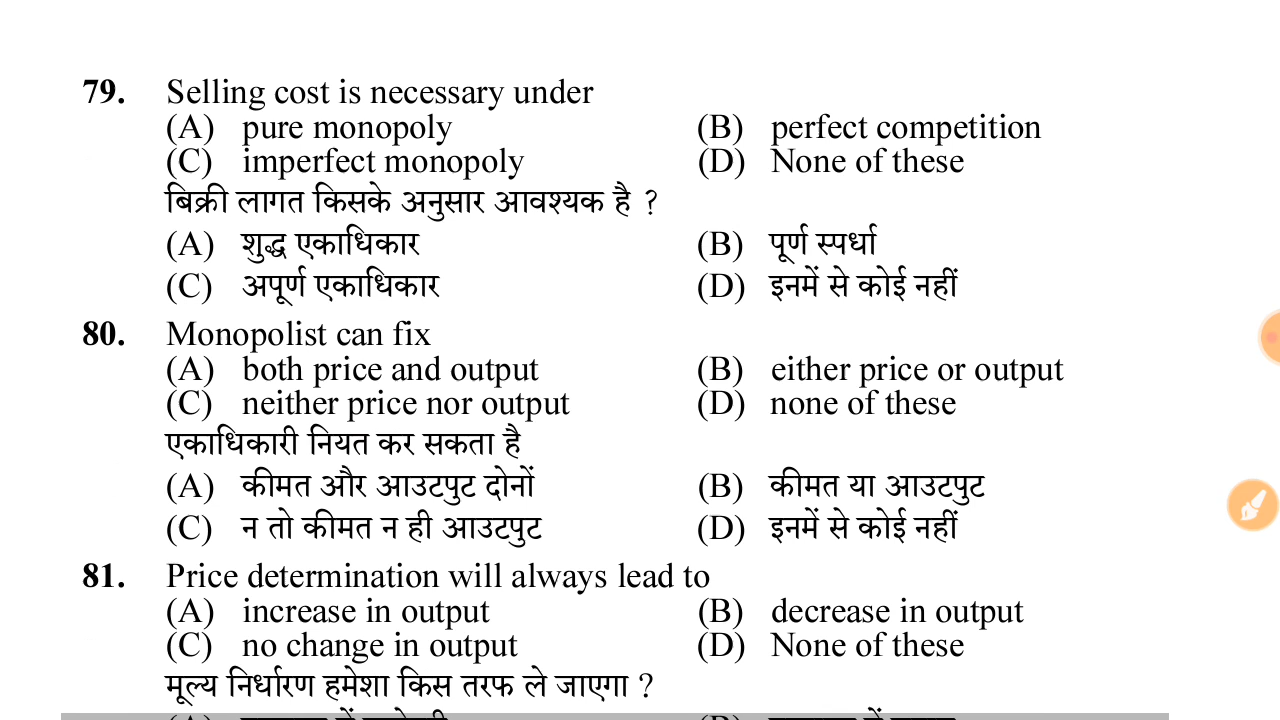 79. Selling cost is necessary under
(A) pure monopoly (B) perfect competition
(C) imperfect monopoly (D) None of these
बिक्री लागत किसके अनुसार आवश्यक है ?
(A) शुद्ध एकाधिकार (B) पूर्ण स्पर्धा
(C) अपूर्ण एकाधिकार (D) इनमें से कोई नहीं
80. Monopolist can fix
(A) both price and output (B) either price or output
(C) neither price nor output (D) none of these
एकाधिकारी नियत कर सकता है
(A) कीमत और आउटपुट दोनों (B) कीमत या आउटपुट
(C) न तो कीमत न ही आउटपुट (D) इनमें से कोई नहीं
81. Price determination will always lead to
(A) increase in output (B) decrease in output
(C) no change in output (D) None of these
मूल्य निर्धारण हमेशा किस तरफ ले जाएगा ?